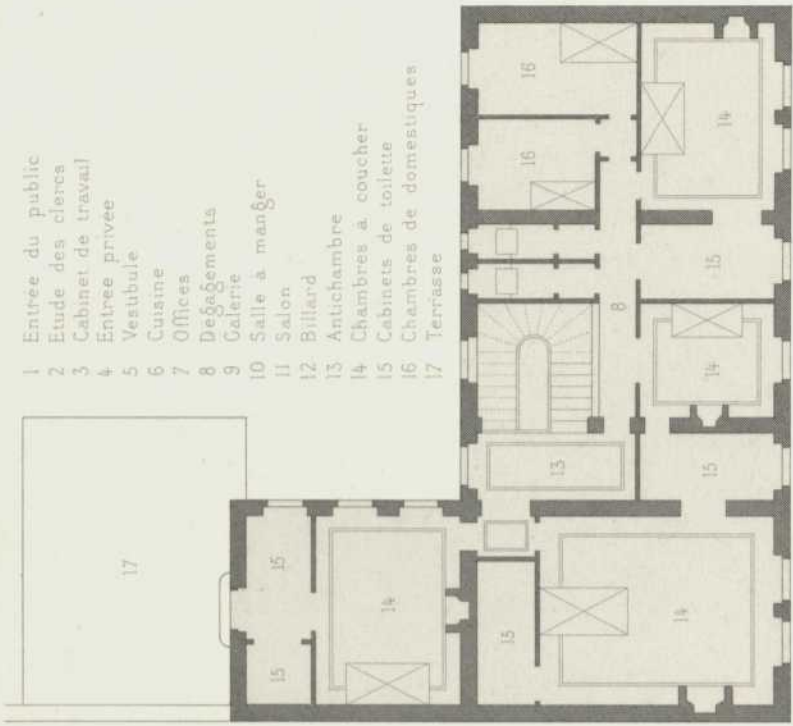 1 Entrée du public
2 Etude des clercs
3 Cabinet de travail
4 Entrée privée
5 Vestibule
6 Cuisine
7 Offices
8 Dégagements
9 Galerie
10 Salle à manger
11 Salon
12 Billard
13 Antichambre
14 Chambres à coucher
15 Cabinets de toilette
16 Chambres de domestiques
17 Terrasse
17
16
16
14
15
8
14
13
15
15
15
14
15
14